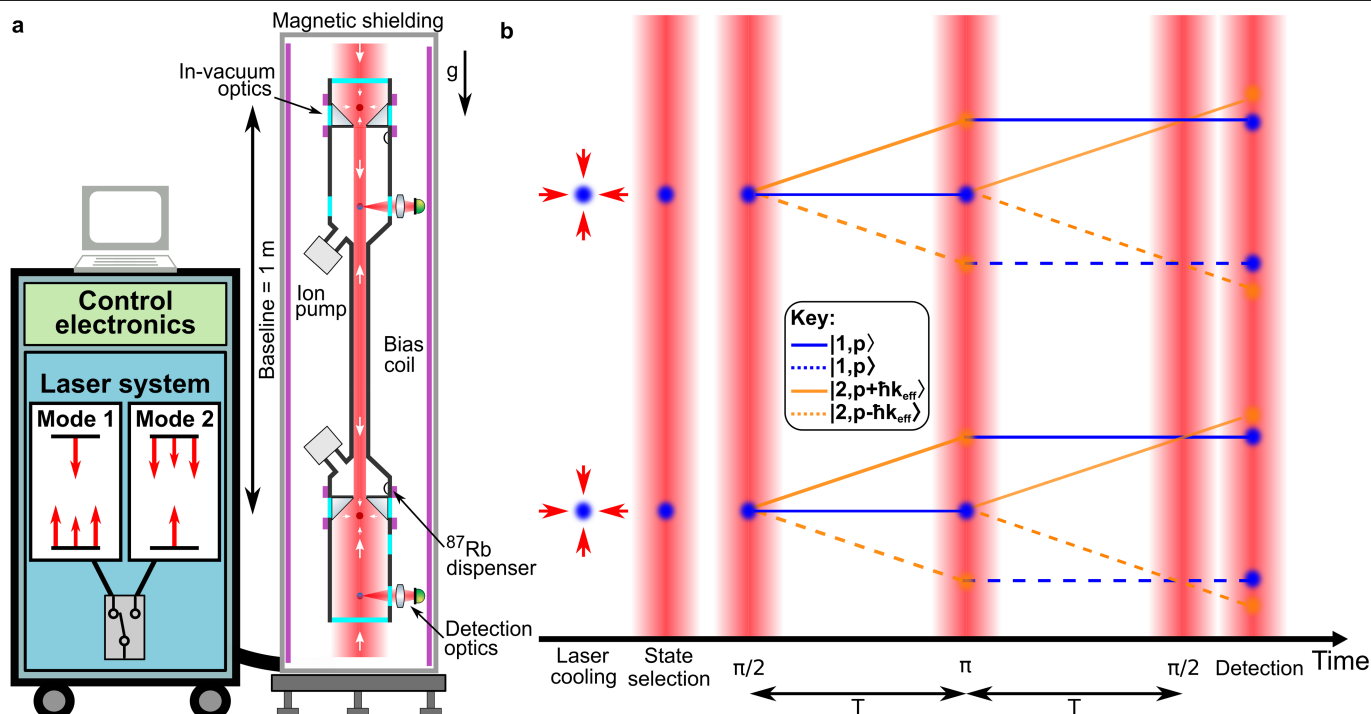 a
Magnetic shielding
In-vacuum
optics
g
Baseline = 1 m
Ion
pump
Bias
coil
Control
electronics
Laser system
Mode 1
Mode 2
87Rb
dispenser
Detection
optics
b
Key:
|1,p⟩
|1,p⟩
|2,p+ħk_eff⟩
|2,p-ħk_eff⟩
Laser
cooling
State
selection
π/2
π
π/2
Detection
Time
T
T